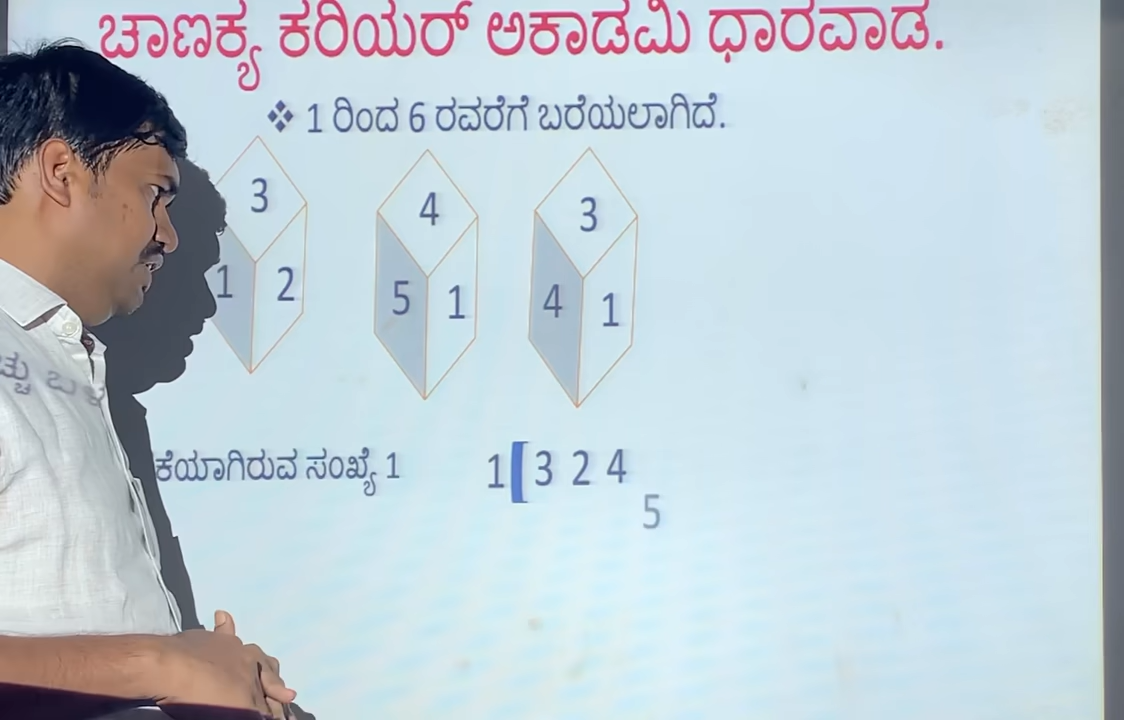 ಚಾಣಕ್ಯ ಕರಿಯರ್ ಅಕಾಡಮಿ ಧಾರವಾಡ.
❖ 1 ರಿಂದ 6 ರವರೆಗೆ ಬರೆಯಲಾಗಿದೆ.
3 4 3
1 2 5 1 4 1
ಕೆಯಾಗಿರುವ ಸಂಖ್ಯೆ 1 1 3 2 4
5